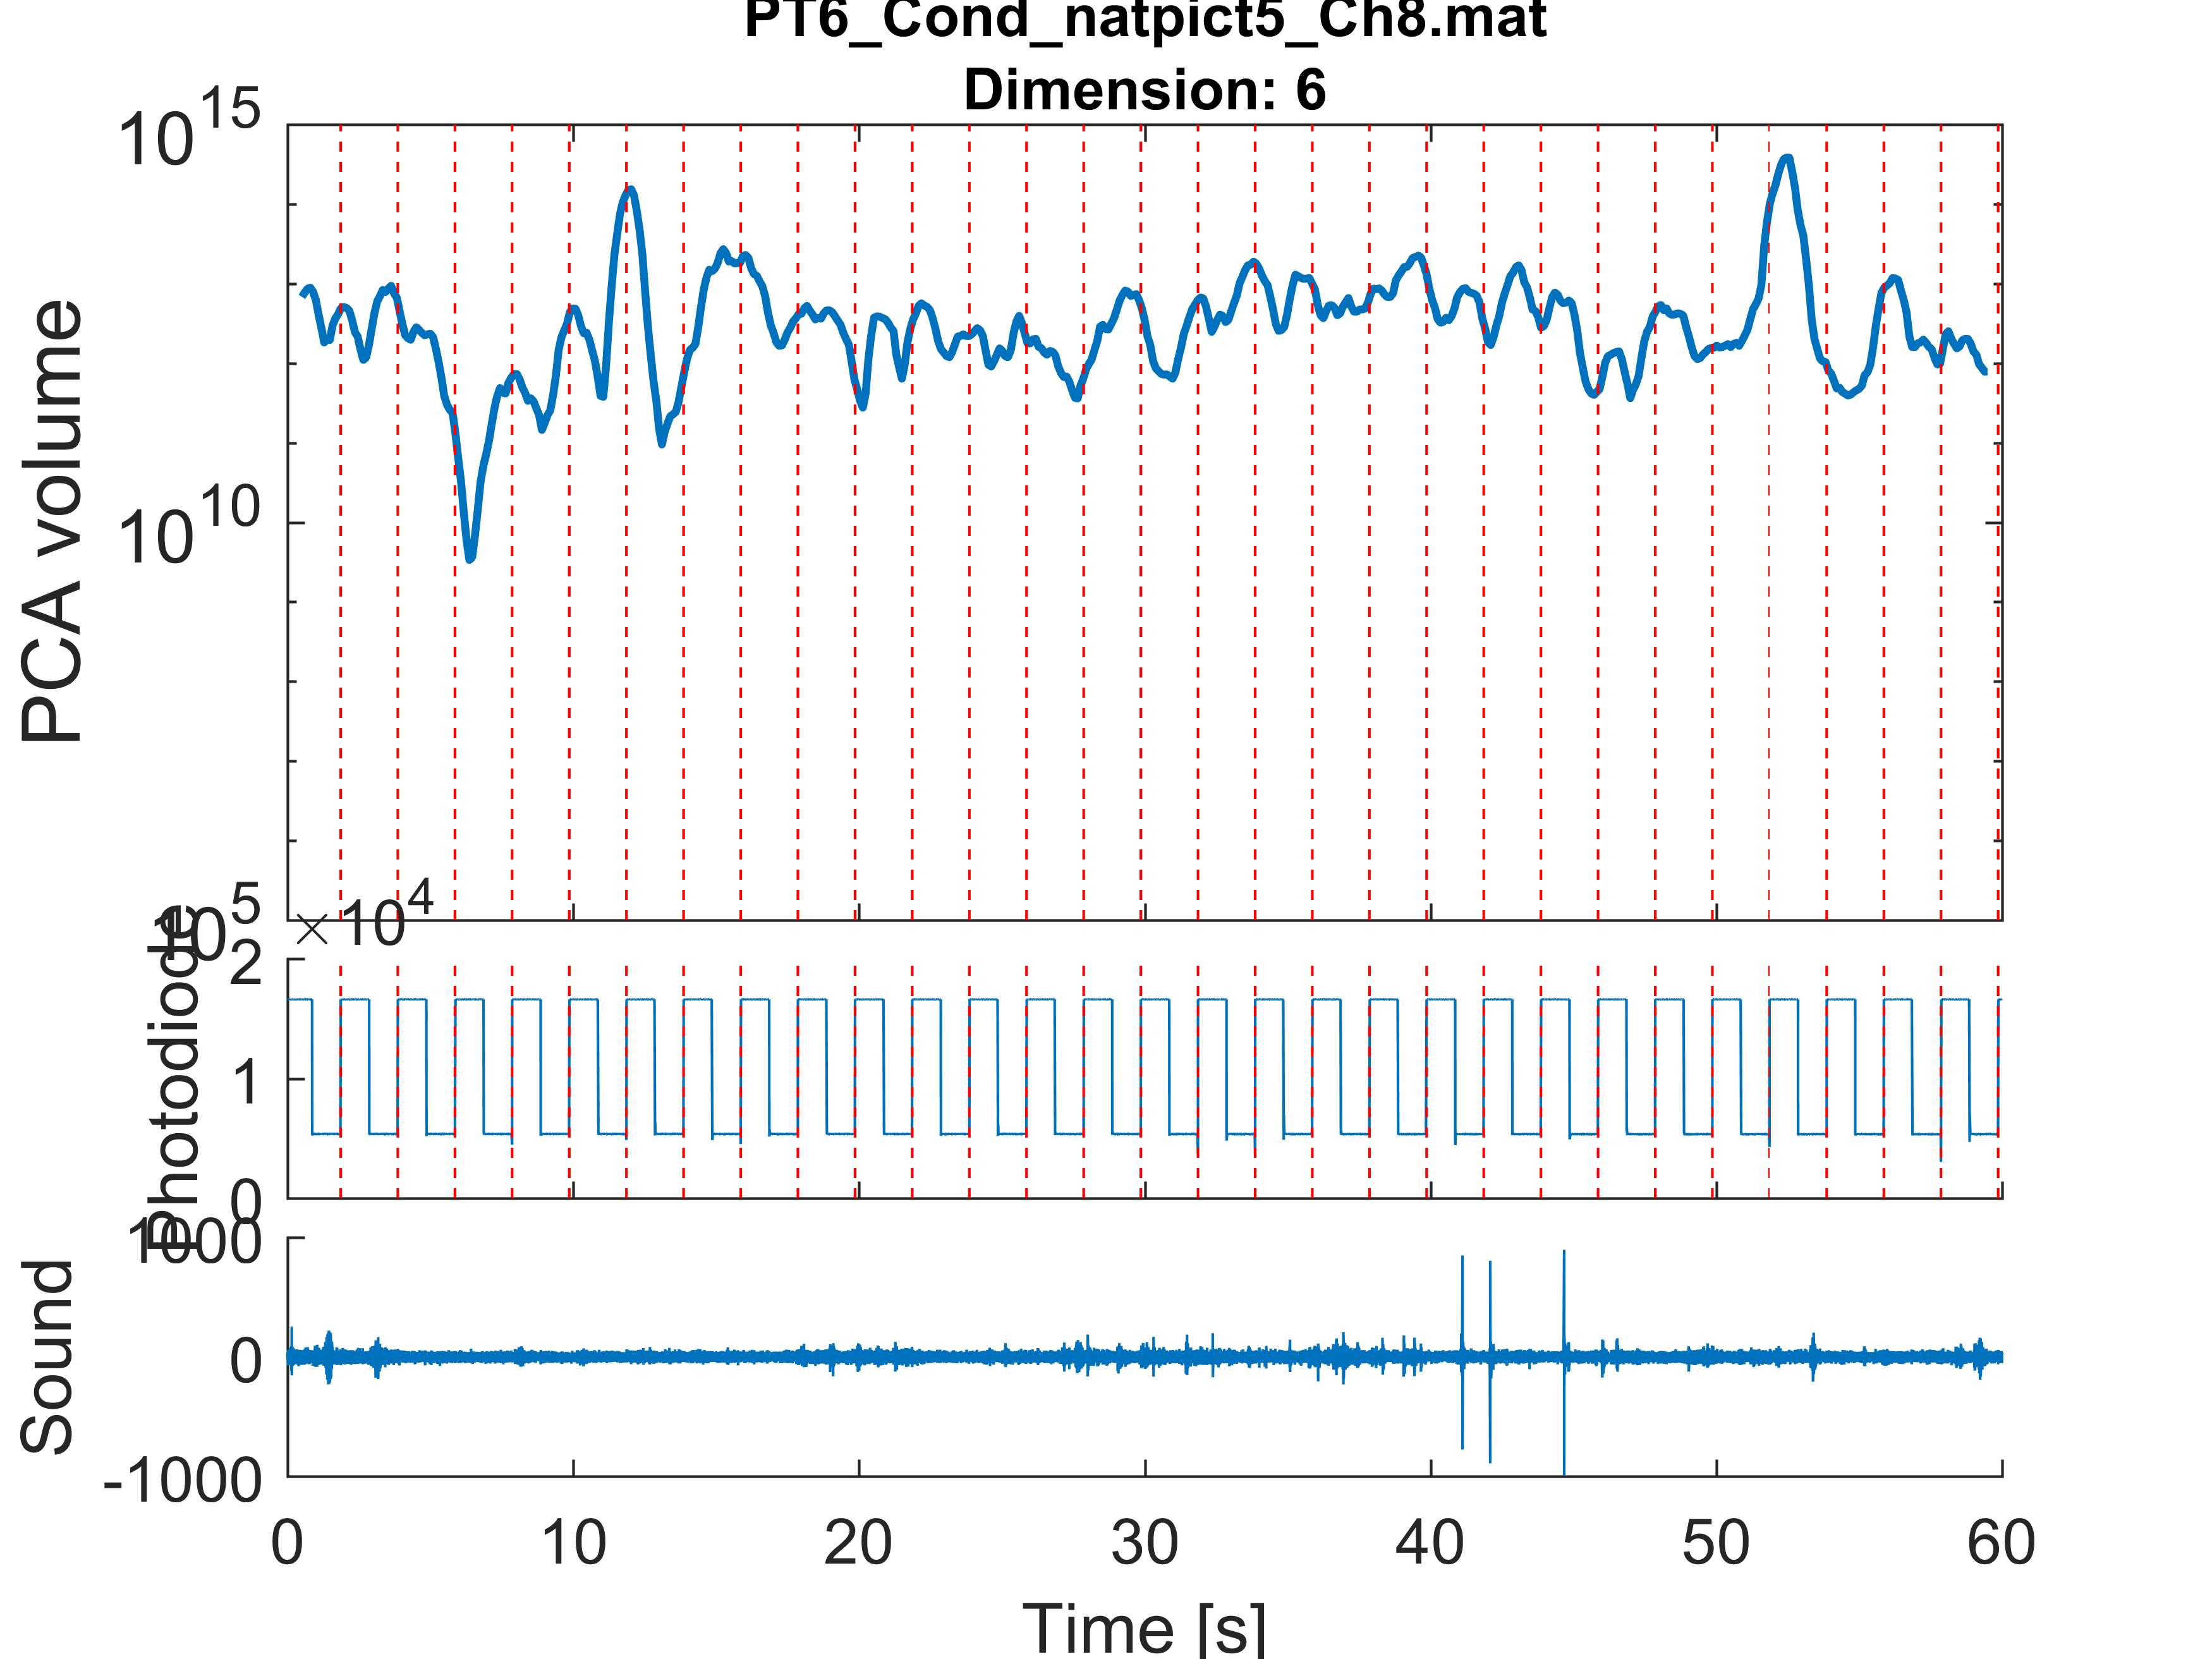 PT6_Cond_natpict5_Ch8.mat
Dimension: 6
PCA volume
10^15
10^10
10^5
×10^4
Photodiode
2
1
0
Sound
1000
0
-1000
0 10 20 30 40 50 60
Time [s]